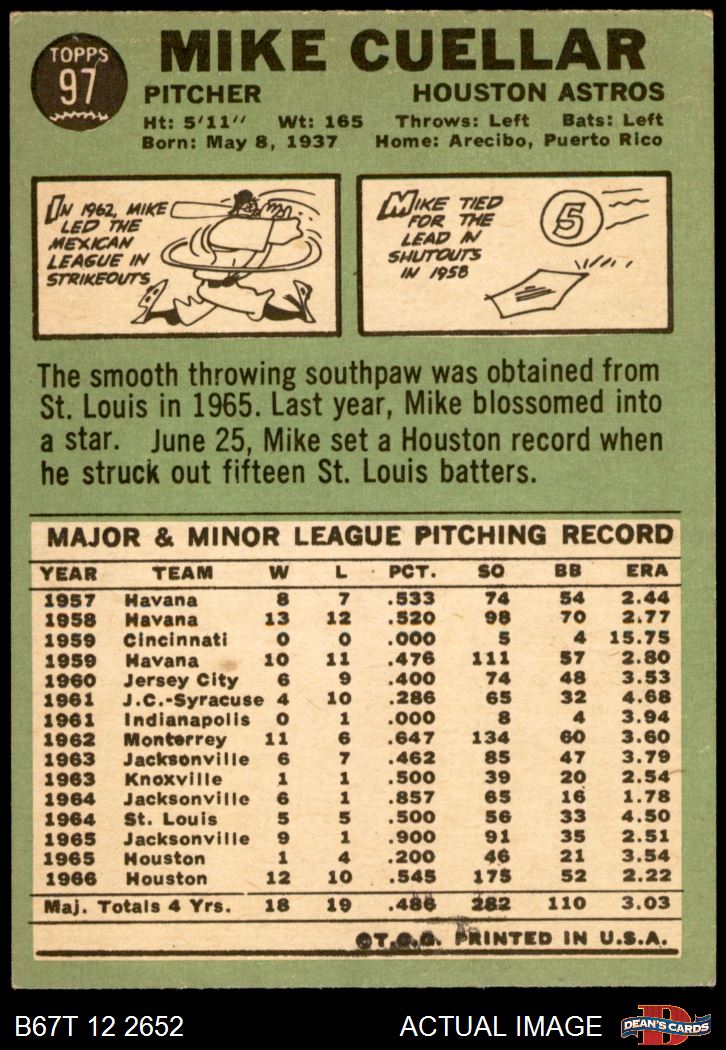 TOPPS
97
MIKE CUELLAR
PITCHER HOUSTON ASTROS
Ht: 5'11" Wt: 165 Throws: Left Bats: Left
Born: May 8, 1937 Home: Arecibo, Puerto Rico
IN 1962, MIKE
LED THE
MEXICAN
LEAGUE IN
STRIKEOUTS
MIKE TIED
FOR THE
LEAD IN
SHUTOUTS
IN 1958
5
The smooth throwing southpaw was obtained from
St. Louis in 1965. Last year, Mike blossomed into
a star. June 25, Mike set a Houston record when
he struck out fifteen St. Louis batters.
MAJOR & MINOR LEAGUE PITCHING RECORD
YEAR TEAM W L PCT. SO BB ERA
1957 Havana 8 7 .533 74 54 2.44
1958 Havana 13 12 .520 98 70 2.77
1959 Cincinnati 0 0 .000 5 4 15.75
1959 Havana 10 11 .476 111 57 2.80
1960 Jersey City 6 9 .400 74 48 3.53
1961 J.C.-Syracuse 4 10 .286 65 32 4.68
1961 Indianapolis 0 1 .000 8 4 3.94
1962 Monterrey 11 6 .647 134 60 3.60
1963 Jacksonville 6 7 .462 85 47 3.79
1963 Knoxville 1 1 .500 39 20 2.54
1964 Jacksonville 6 1 .857 65 16 1.78
1964 St. Louis 5 5 .500 56 33 4.50
1965 Jacksonville 9 1 .900 91 35 2.51
1965 Houston 1 4 .200 46 21 3.54
1966 Houston 12 10 .545 175 52 2.22
Maj. Totals 4 Yrs. 18 19 .486 282 110 3.03
©T.C.G. PRINTED IN U.S.A.
B67T 12 2652 ACTUAL IMAGE
D
DEAN'S CARDS